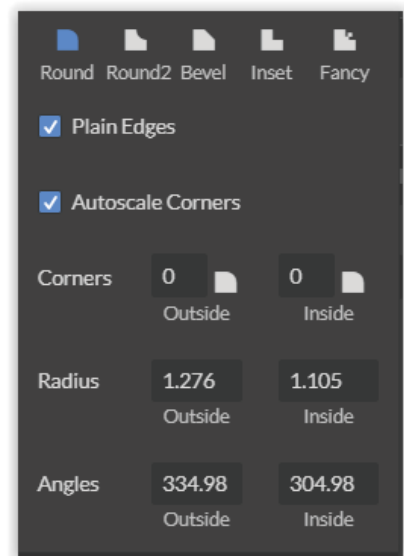 Round Round2 Bevel Inset Fancy
Plain Edges
Autoscale Corners
Corners 0 0
Outside Inside
Radius 1.276 1.105
Outside Inside
Angles 334.98 304.98
Outside Inside